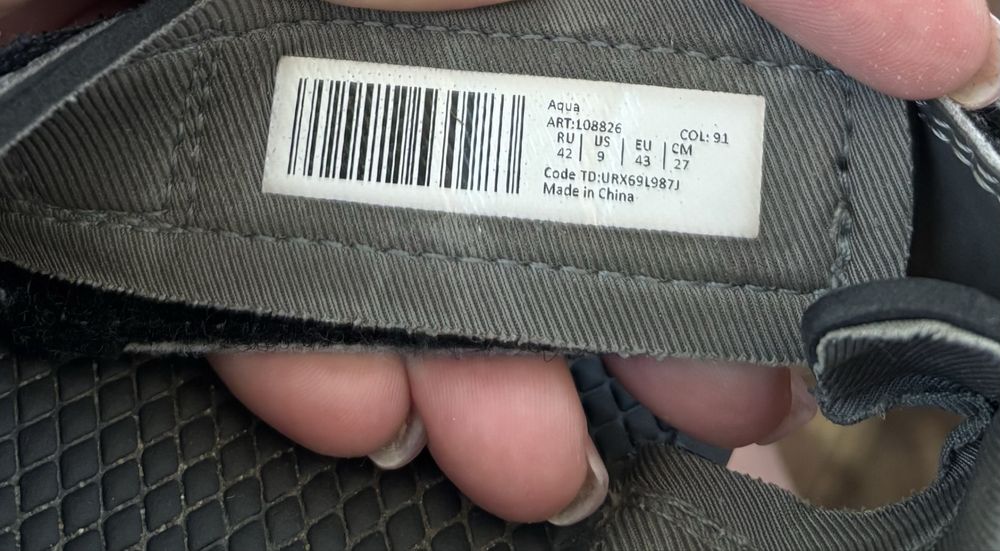 Aqua
ART:108826 COL: 91
RU US EU CM
42 9 43 27
Code TD:URX69L987J
Made in China